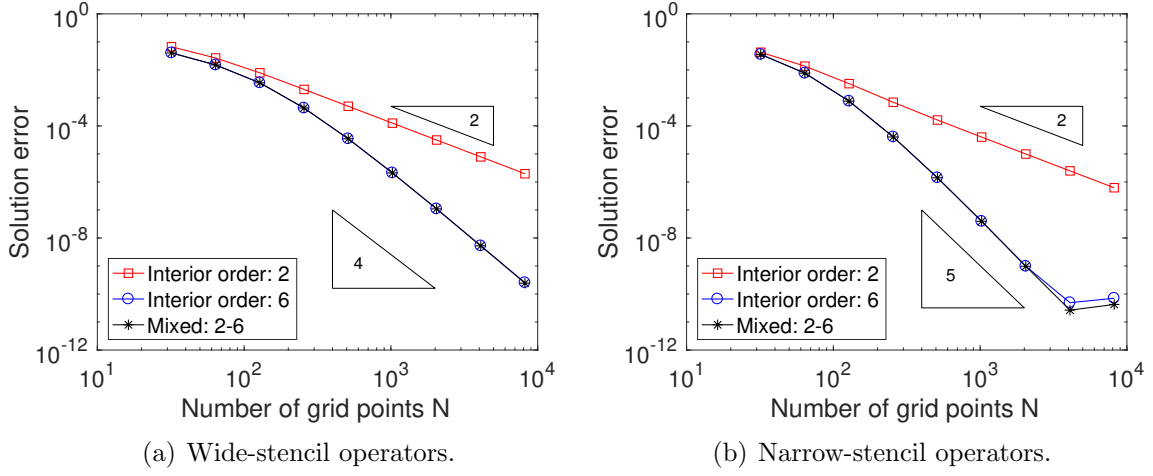 10^0
10^-4
10^-8
10^-12
Solution error
2
4
Interior order: 2
Interior order: 6
Mixed: 2-6
10^1
10^2
10^3
10^4
Number of grid points N
(a) Wide-stencil operators.
10^0
10^-4
10^-8
10^-12
Solution error
2
5
Interior order: 2
Interior order: 6
Mixed: 2-6
10^1
10^2
10^3
10^4
Number of grid points N
(b) Narrow-stencil operators.